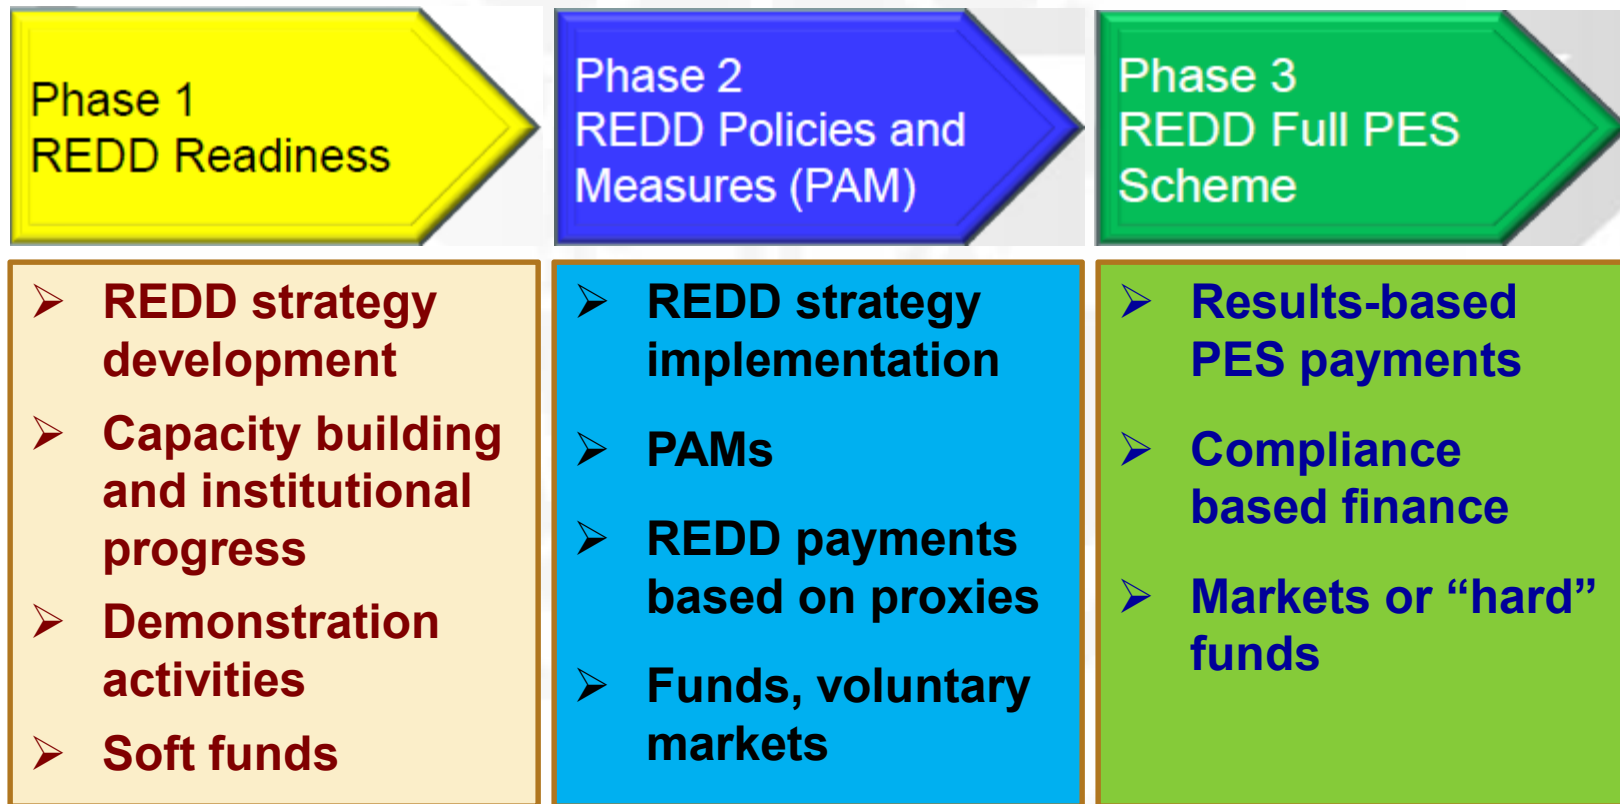 Phase 1
REDD Readiness
Phase 2
REDD Policies and
Measures (PAM)
Phase 3
REDD Full PES
Scheme
➢ REDD strategy
development
➢ Capacity building
and institutional
progress
➢ Demonstration
activities
➢ Soft funds
➢ REDD strategy
implementation
➢ PAMs
➢ REDD payments
based on proxies
➢ Funds, voluntary
markets
➢ Results-based
PES payments
➢ Compliance
based finance
➢ Markets or “hard”
funds